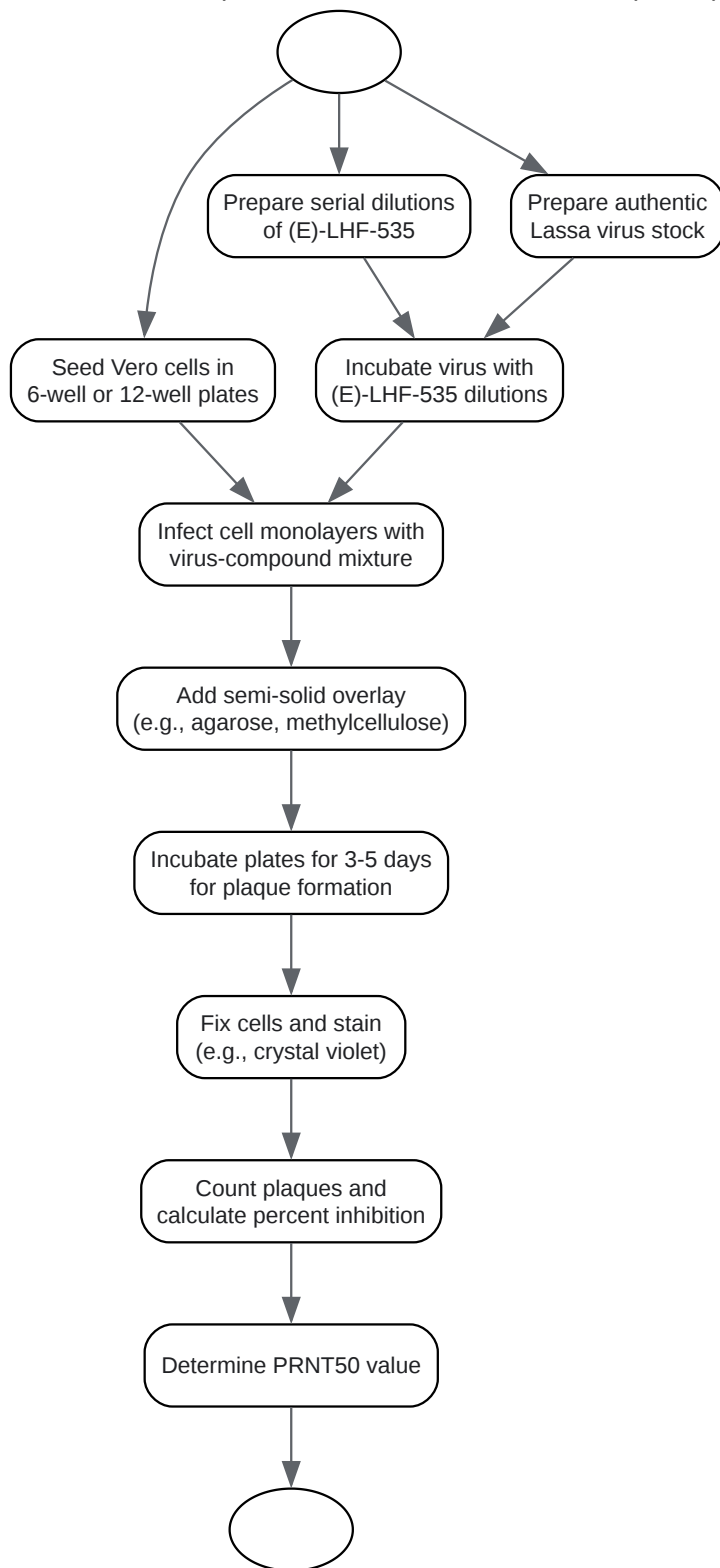 Prepare serial dilutions
of (E)-LHF-535
Prepare authentic
Lassa virus stock
Seed Vero cells in
6-well or 12-well plates
Incubate virus with
(E)-LHF-535 dilutions
Infect cell monolayers with
virus-compound mixture
Add semi-solid overlay
(e.g., agarose, methylcellulose)
Incubate plates for 3-5 days
for plaque formation
Fix cells and stain
(e.g., crystal violet)
Count plaques and
calculate percent inhibition
Determine PRNT50 value